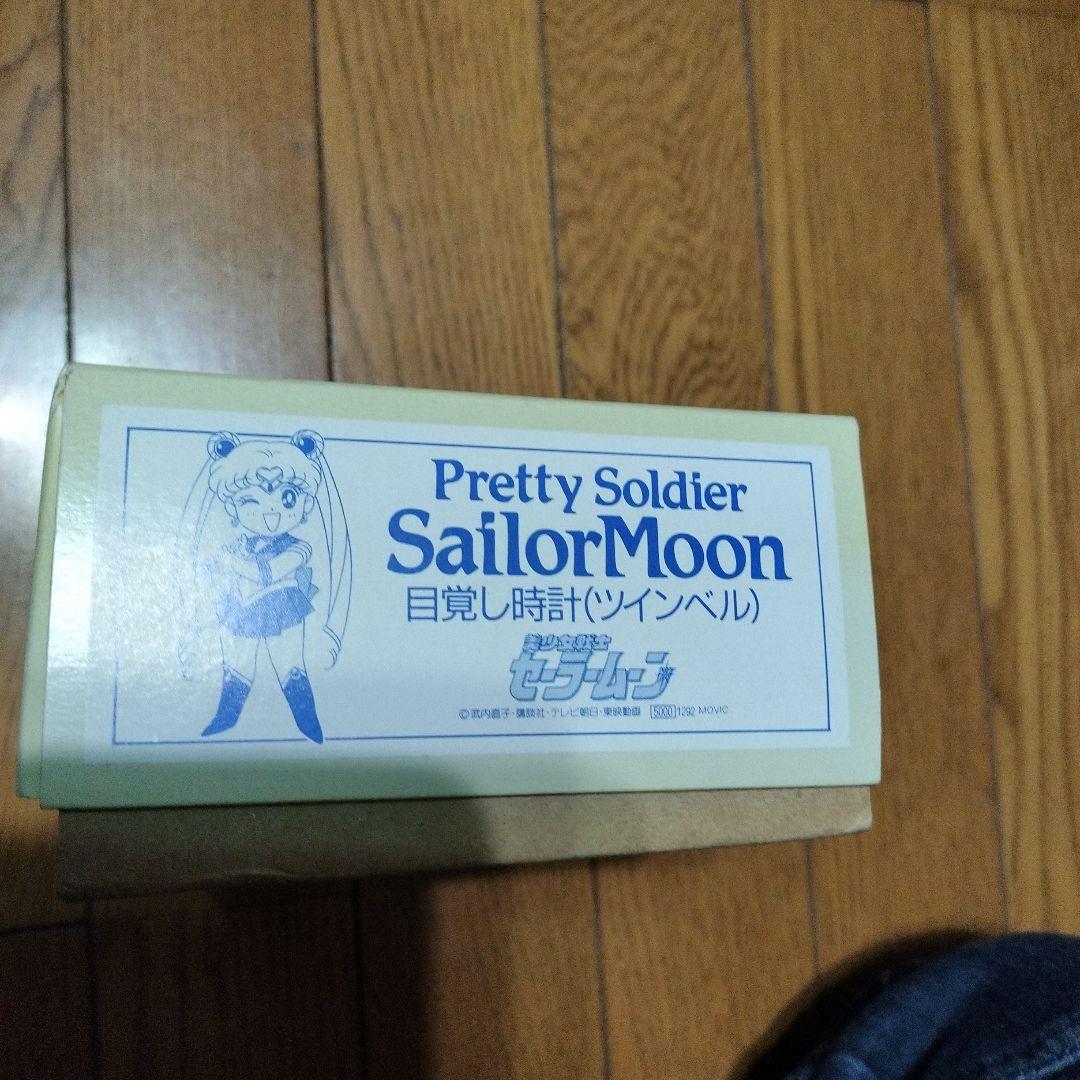 Pretty Soldier
SailorMoon
目覚し時計(ツインベル)
美少女戦士
セーラームーン
©武内直子・講談社・テレビ朝日・東映動画 5000 1292 MOVIC